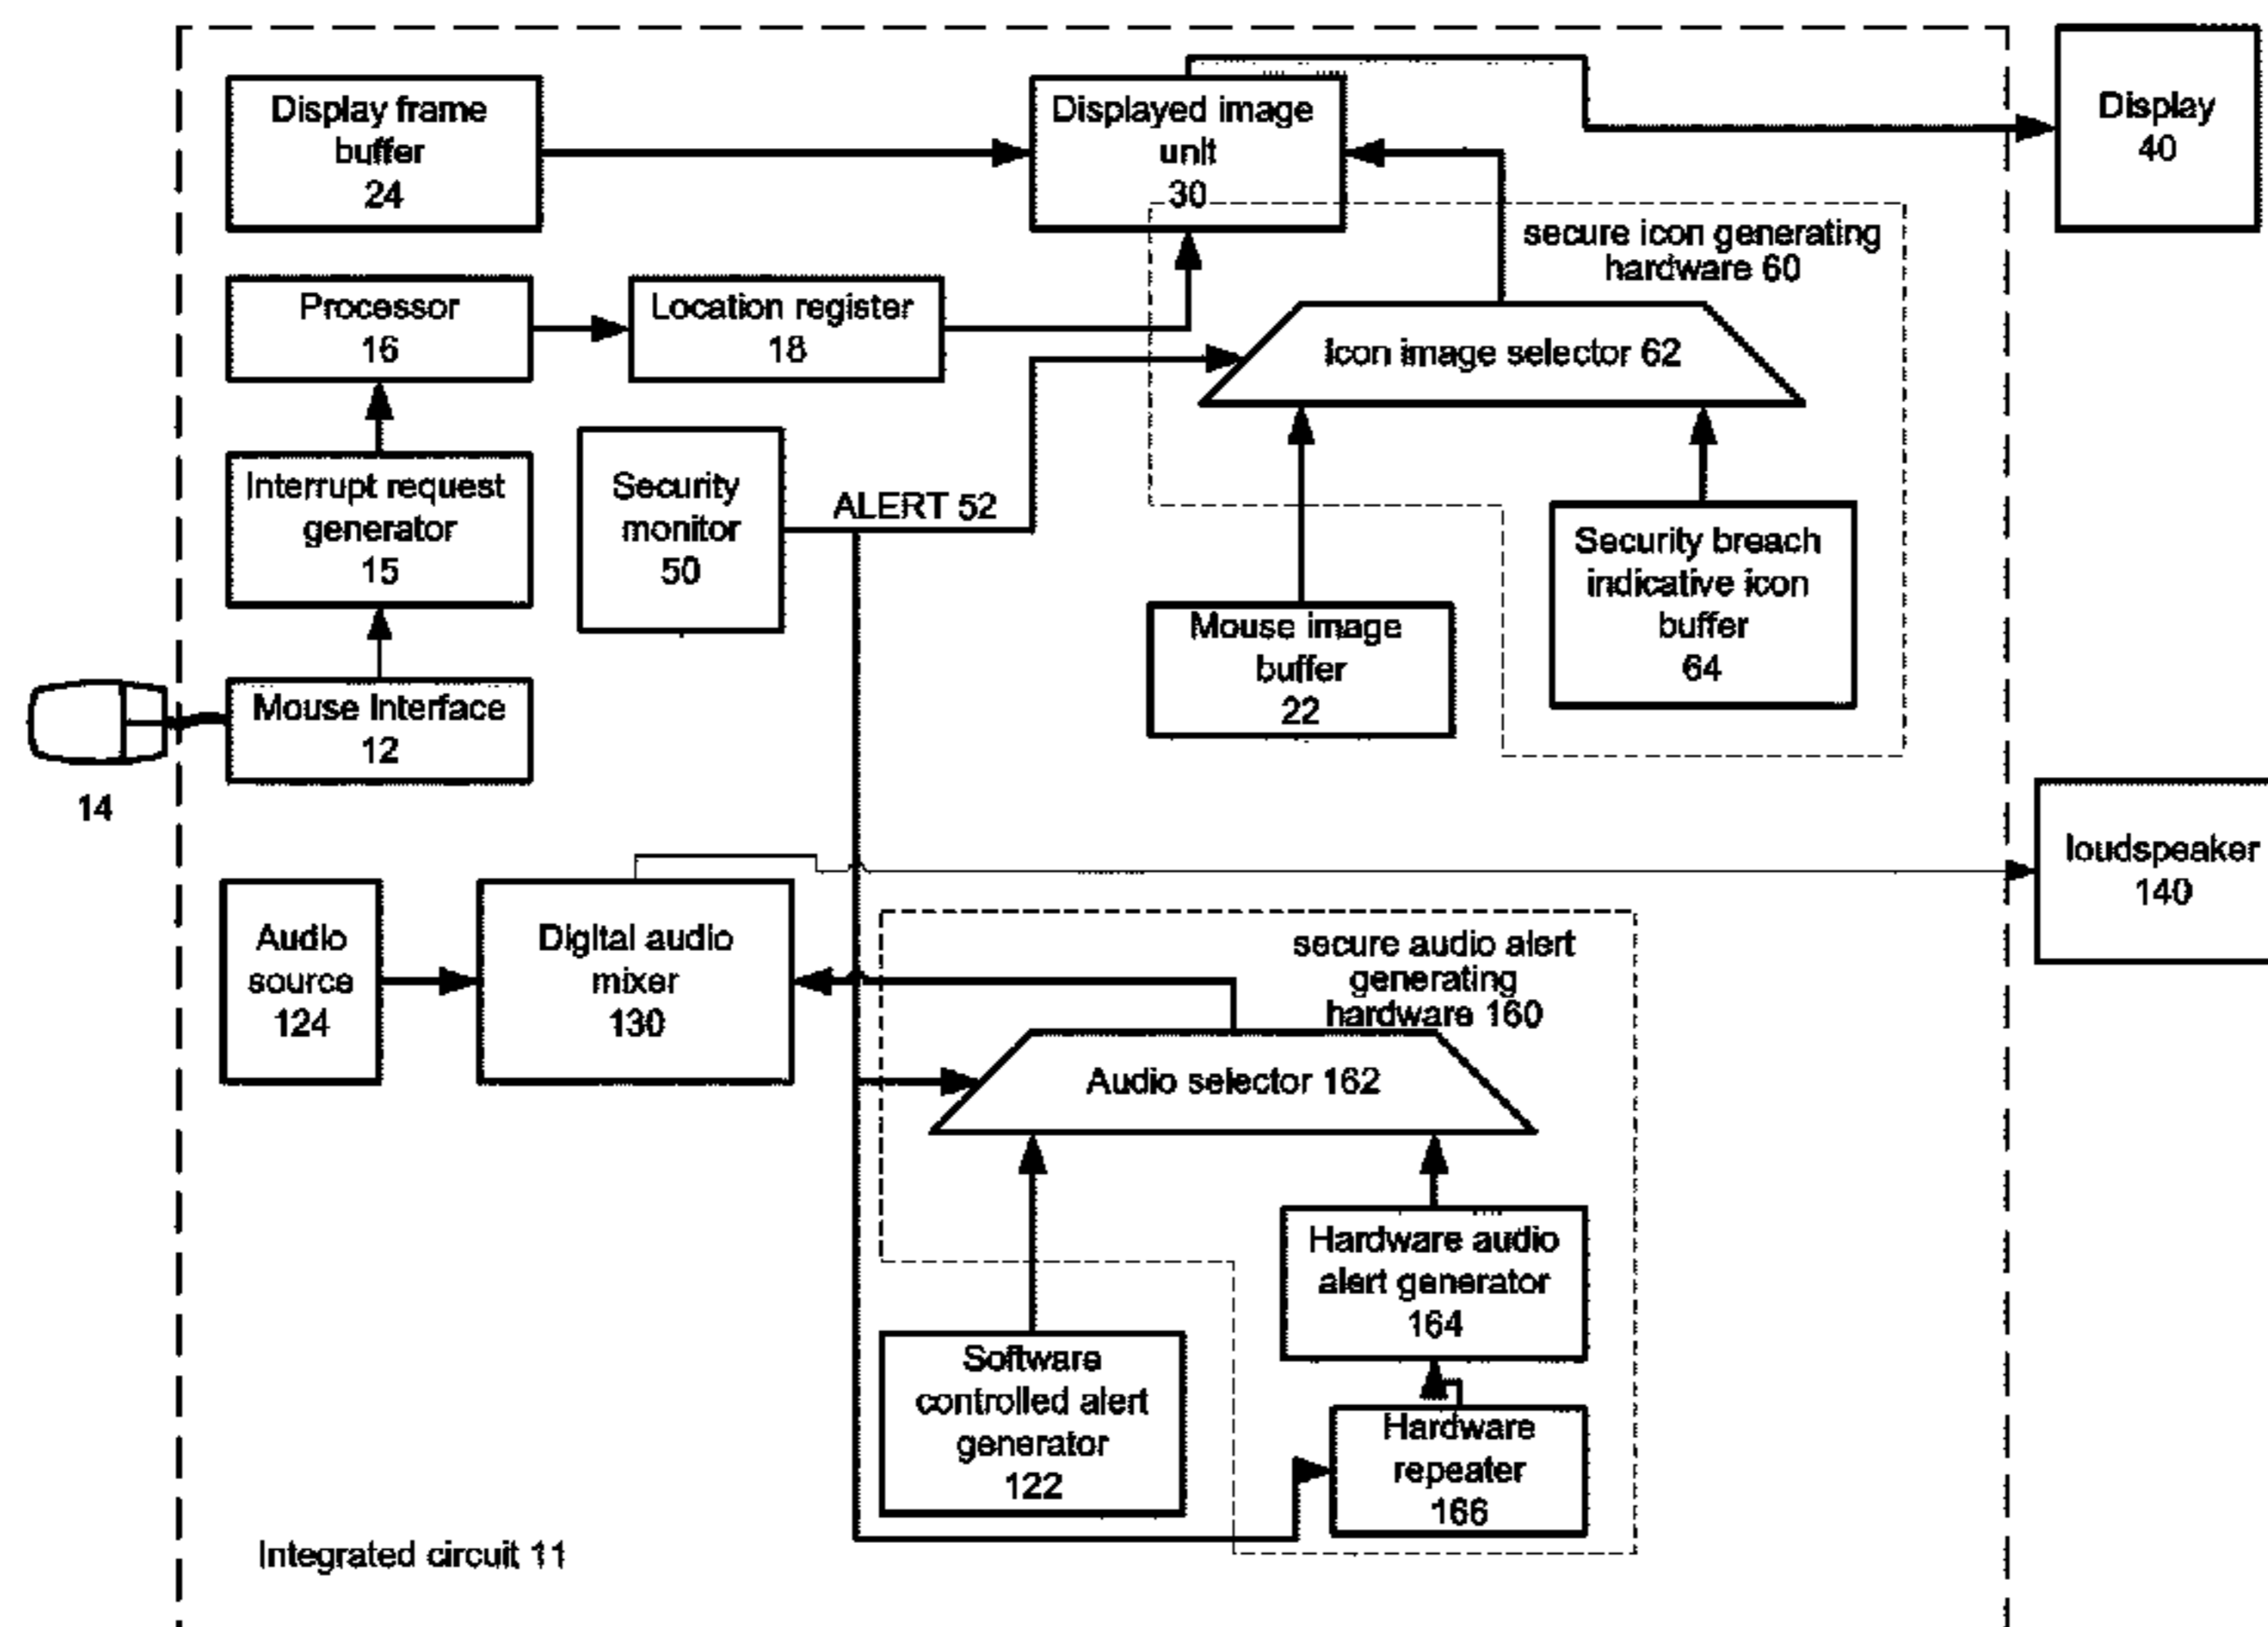 Display frame
buffer
24
Displayed image
unit
30
Display
40
secure icon generating
hardware 60
Processor
16
Location register
18
Icon image selector 62
Interrupt request
generator
15
Security
monitor
50
ALERT 52
Security breach
indicative icon
buffer
64
Mouse image
buffer
22
Mouse Interface
12
14
loudspeaker
140
Audio
source
124
Digital audio
mixer
130
secure audio alert
generating
hardware 160
Audio selector 162
Hardware audio
alert generator
164
Software
controlled alert
generator
122
Hardware
repeater
166
Integrated circuit 11